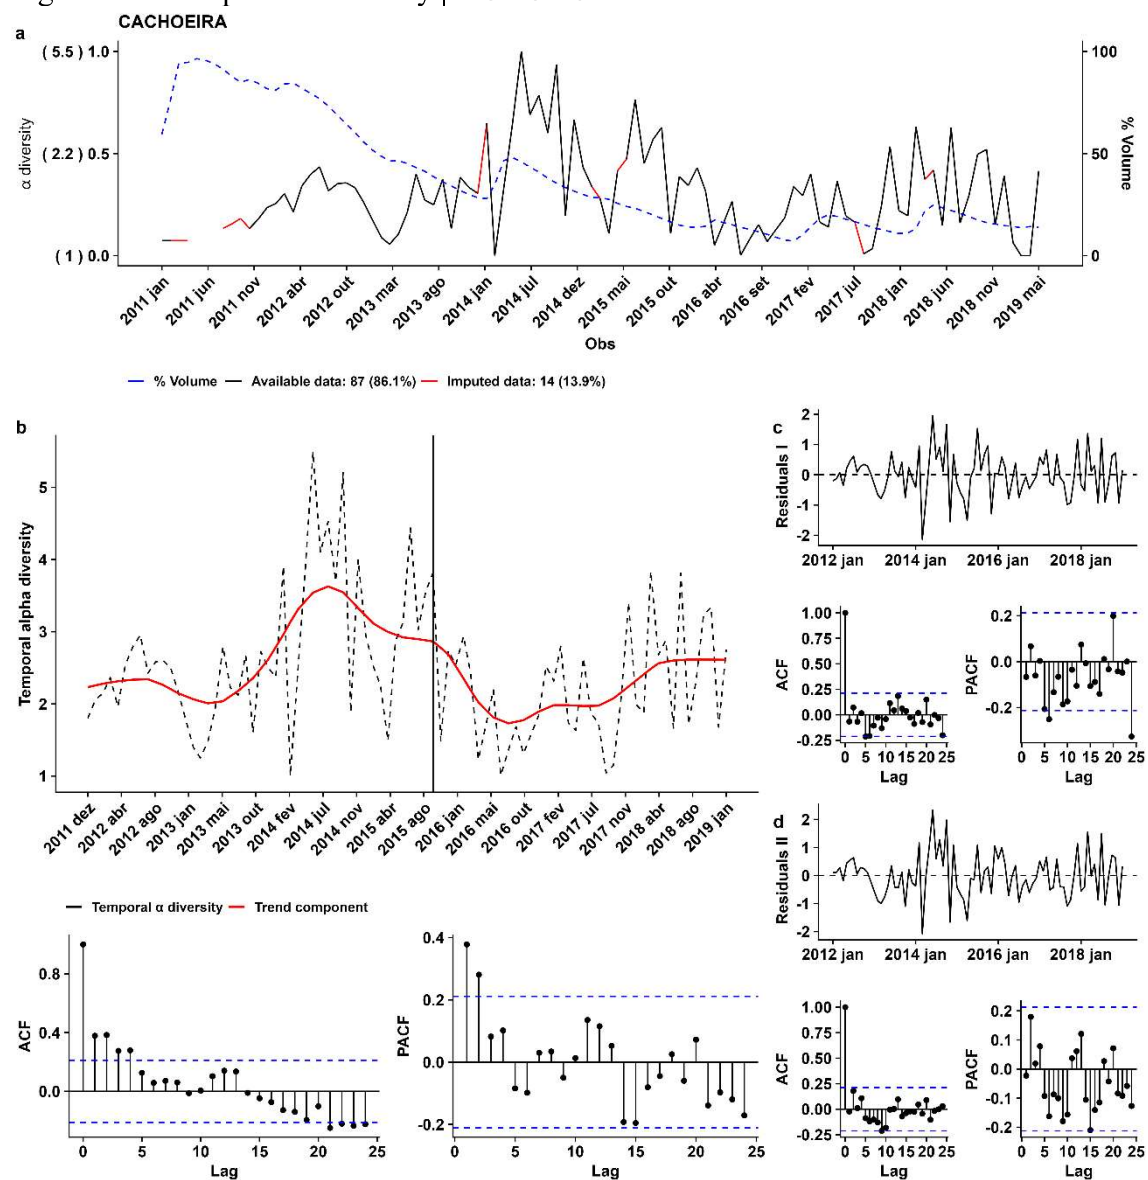 CACHOEIRA
a
( 5.5 ) 1.0
( 2.2 ) 0.5
( 1 ) 0.0
α diversity
100
50
0
% Volume
2011 jan 2011 jun 2011 nov 2012 abr 2012 out 2013 mar 2013 ago 2014 jan 2014 jul 2014 dez 2015 mai 2015 out 2016 abr 2016 set 2017 fev 2017 jul 2018 jan 2018 jun 2018 nov 2019 mai
Obs
% Volume Available data: 87 (86.1%) Imputed data: 14 (13.9%)
b
Temporal alpha diversity
5
4
3
2
1
2011 dez 2012 abr 2012 ago 2013 jan 2013 mai 2013 out 2014 fev 2014 jul 2014 nov 2015 abr 2015 ago 2016 jan 2016 mai 2016 out 2017 fev 2017 jul 2017 nov 2018 abr 2018 ago 2019 jan
Temporal α diversity Trend component
ACF
0.8
0.4
0.0
0 5 10 15 20 25
Lag
PACF
0.4
0.2
0.0
-0.2
0 5 10 15 20 25
Lag
c
Residuals I
2
1
0
-1
-2
2012 jan 2014 jan 2016 jan 2018 jan
ACF
1.00
0.75
0.50
0.25
0.00
-0.25
0 5 10 15 20 25
Lag
PACF
0.2
0.0
-0.2
0 5 10 15 20 25
Lag
d
Residuals II
2
1
0
-1
-2
2012 jan 2014 jan 2016 jan 2018 jan
ACF
1.00
0.75
0.50
0.25
0.00
-0.25
0 5 10 15 20 25
Lag
PACF
0.2
0.1
0.0
-0.1
-0.2
0 5 10 15 20 25
Lag